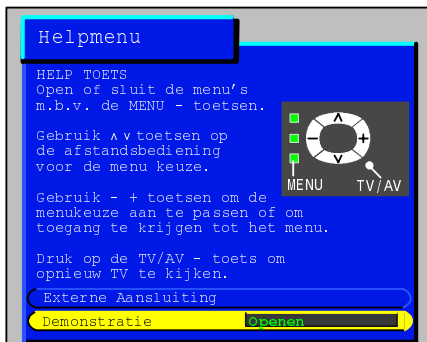 Helpmenu
HELP TOETS
Open of sluit de menu's
m.b.v. de MENU - toetsen.
Gebruik ∧ ∨ toetsen op
de afstandsbediening
voor de menu keuze.
∧
- +
∨
MENU TV/AV
Gebruik - + toetsen om de
menukeuze aan te passen of om
toegang te krijgen tot het menu.
Druk op de TV/AV - toets om
opnieuw TV te kijken.
Externe Aansluiting
Demonstratie Openen